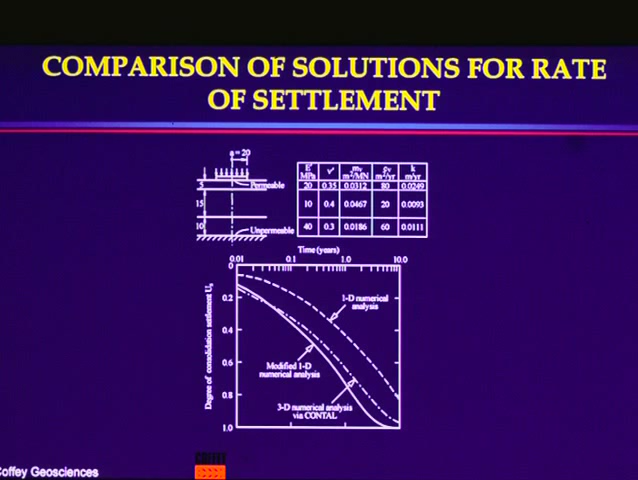 COMPARISON OF SOLUTIONS FOR RATE
OF SETTLEMENT
a = 20
Permeable
5
15
10
Unpermeable
E' MPa ν' mv m²/MN cv m²/yr k m/yr
20 0.35 0.0312 80 0.0249
10 0.4 0.0467 20 0.0093
40 0.3 0.0186 60 0.0111
Time (years)
0.01 0.1 1.0 10.0
0
0.2
0.4
0.6
0.8
1.0
Degree of consolidation settlement Us
1-D numerical
analysis
Modified 1-D
numerical analysis
3-D numerical analysis
via CONTAL
COFFEY
Coffey Geosciences